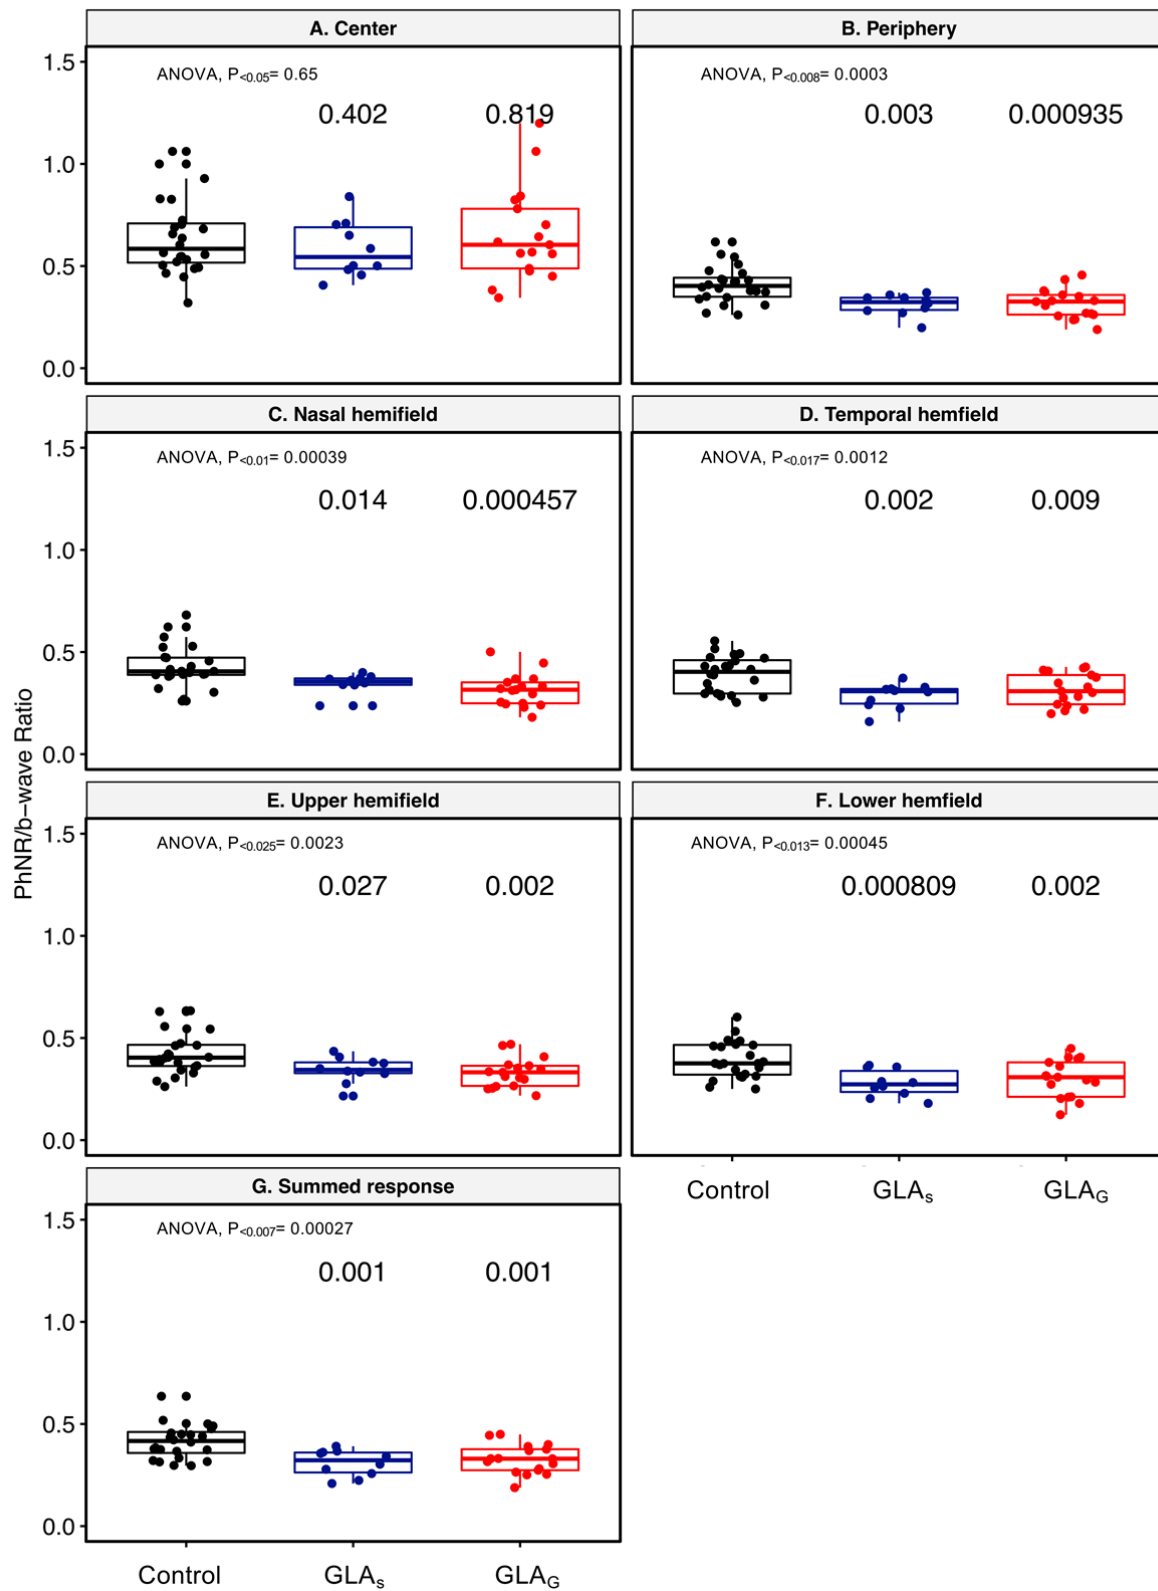 A. Center
ANOVA, P<0.05= 0.65
0.402 0.819
B. Periphery
ANOVA, P<0.008= 0.0003
0.003 0.000935
1.5
1.0
0.5
0.0
C. Nasal hemifield
ANOVA, P<0.01= 0.00039
0.014 0.000457
D. Temporal hemfield
ANOVA, P<0.017= 0.0012
0.002 0.009
1.5
1.0
0.5
0.0
PhNR/b−wave Ratio
E. Upper hemifield
ANOVA, P<0.025= 0.0023
0.027 0.002
F. Lower hemfield
ANOVA, P<0.013= 0.00045
0.000809 0.002
1.5
1.0
0.5
0.0
Control GLAs GLAG
G. Summed response
ANOVA, P<0.007= 0.00027
0.001 0.001
1.5
1.0
0.5
0.0
Control GLAs GLAG